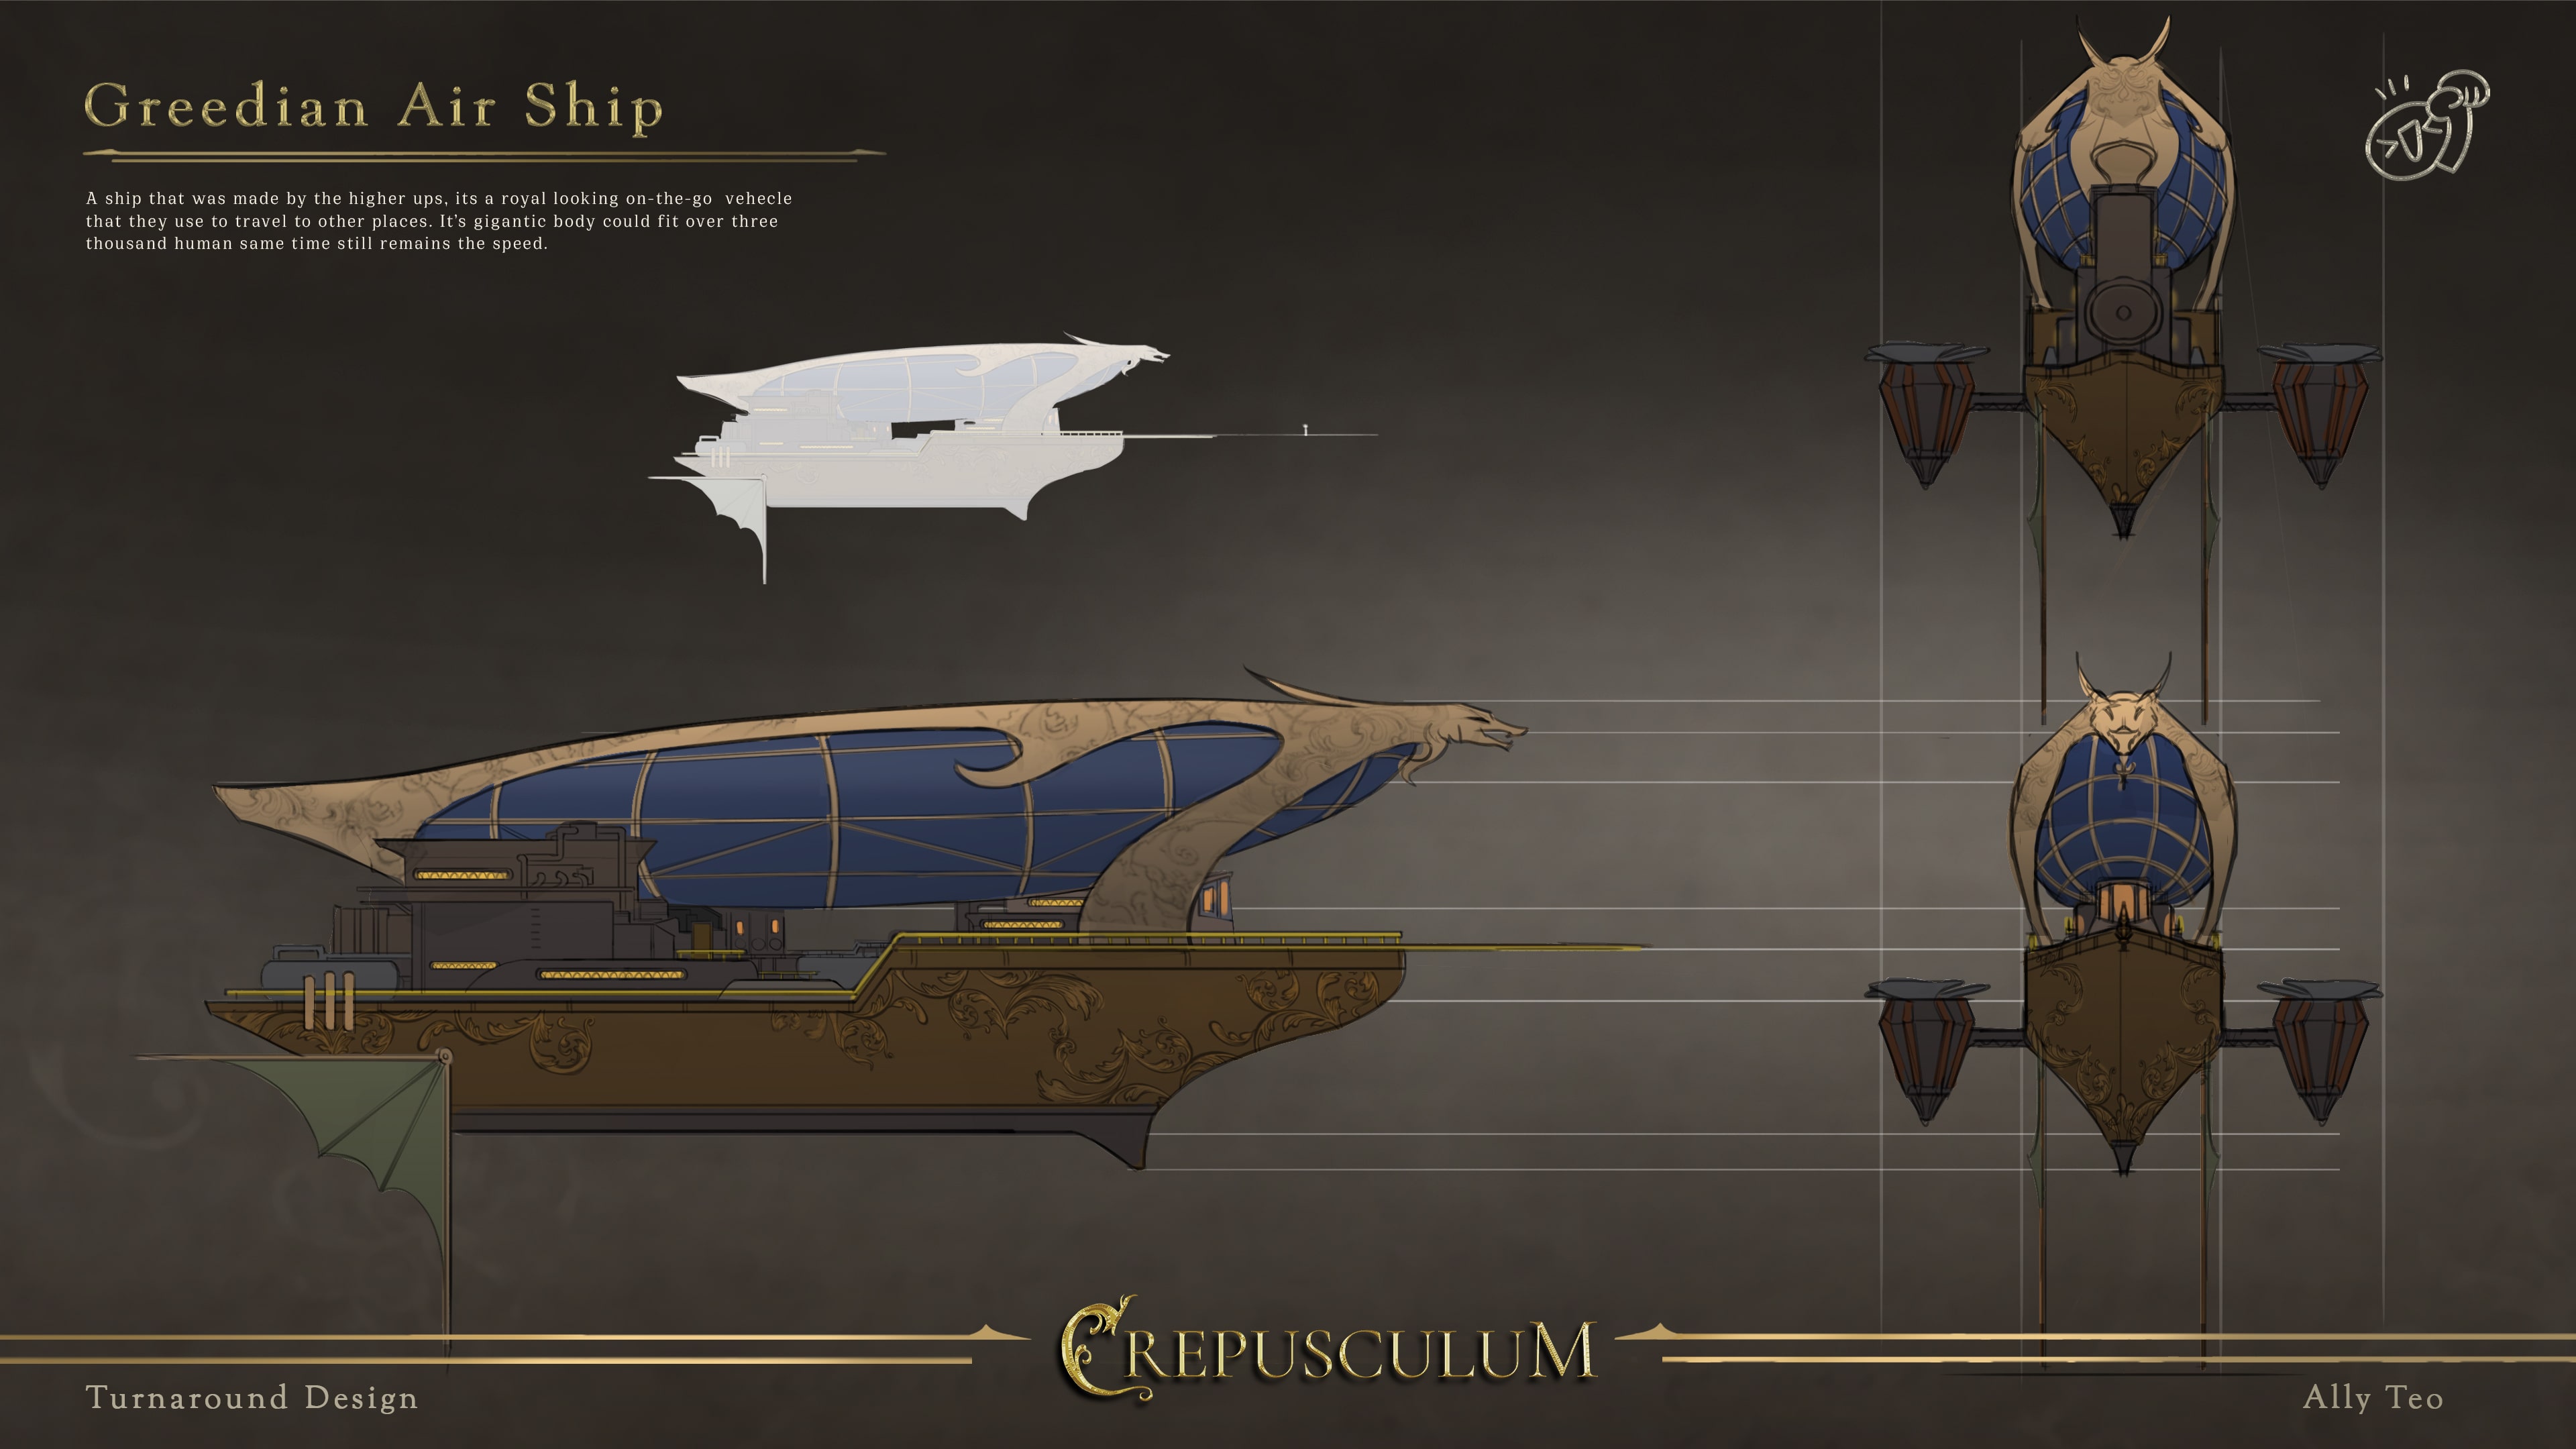 Greedian Air Ship
A ship that was made by the higher ups, its a royal looking on-the-go vehecle
that they use to travel to other places. It's gigantic body could fit over three
thousand human same time still remains the speed.
CREPUSCULUM
Turnaround Design
Ally Teo